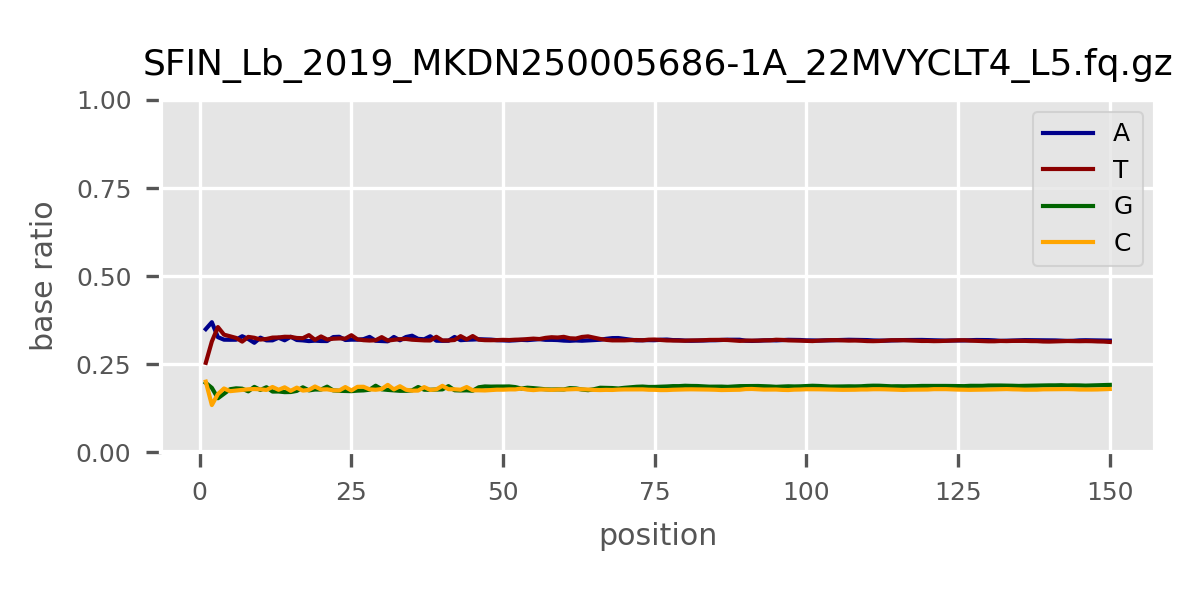 SFIN_Lb_2019_MKDN250005686-1A_22MVYCLT4_L5.fq.gz
1.00
0.75
0.50
0.25
0.00
base ratio
A
T
G
C
0 25 50 75 100 125 150
position